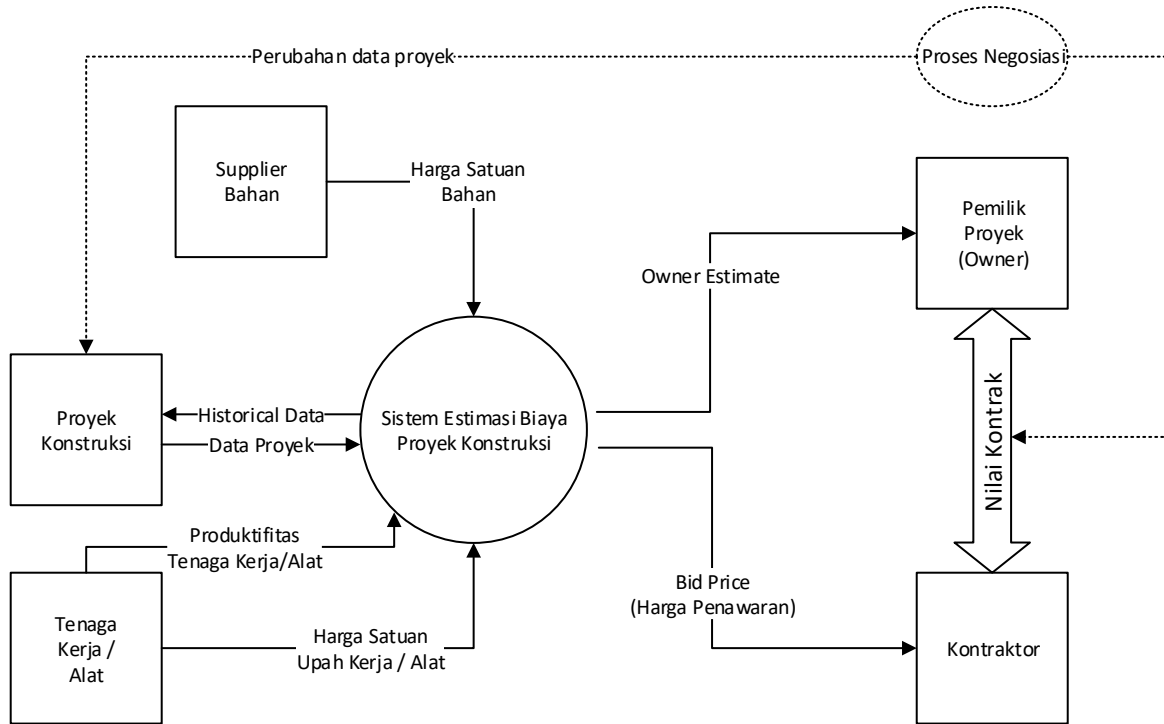 Perubahan data proyek
Proses Negosiasi
Supplier
Bahan
Harga Satuan
Bahan
Pemilik
Proyek
(Owner)
Owner Estimate
Proyek
Konstruksi
Historical Data
Data Proyek
Sistem Estimasi Biaya
Proyek Konstruksi
Nilai Kontrak
Produktifitas
Tenaga Kerja/Alat
Tenaga
Kerja /
Alat
Harga Satuan
Upah Kerja / Alat
Bid Price
(Harga Penawaran)
Kontraktor